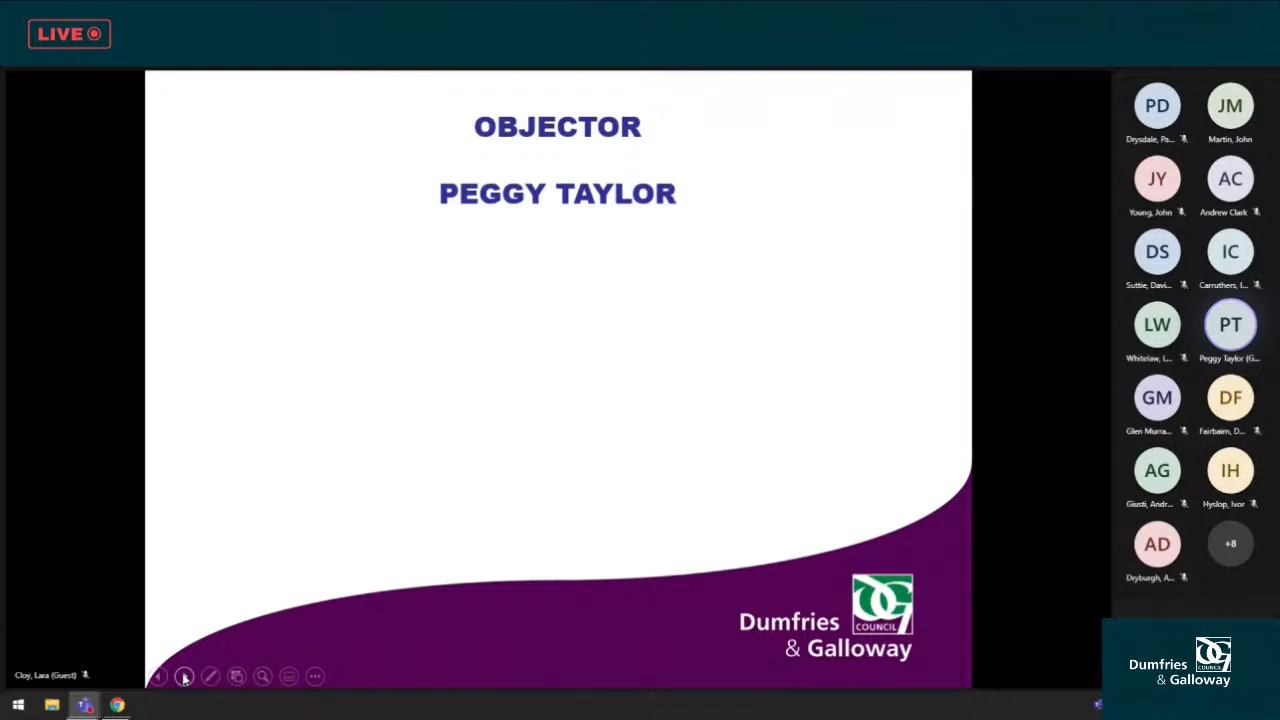 LIVE
OBJECTOR
PEGGY TAYLOR
Dumfries
& Galloway
COUNCIL
PD
JM
Drysdale, Pa...
Martin, John
JY
AC
Young, John
Andrew Clark
DS
IC
Suttie, Davi...
Carruthers, I...
LW
PT
Whitelaw, L...
Peggy Taylor (G...
GM
DF
Glen Murra...
Fairbairn, D...
AG
IH
Giusti, Andr...
Hyslop, Ivor
AD
+8
Dryburgh, A...
Cloy, Lara (Guest)
Dumfries
& Galloway
COUNCIL